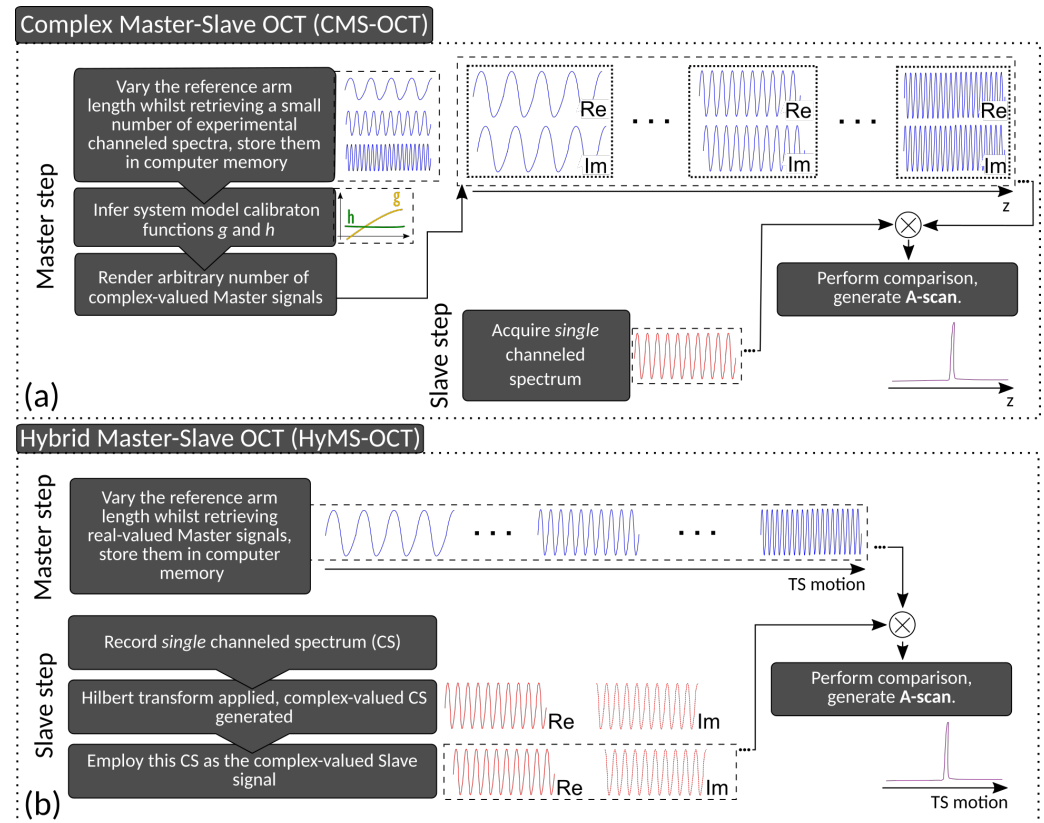 Complex Master-Slave OCT (CMS-OCT)
Master step
Vary the reference arm
length whilst retrieving a small
number of experimental
channeled spectra, store them
in computer memory
Infer system model calibraton
functions g and h
Render arbitrary number of
complex-valued Master signals
h
g
Re
Im
...
Re
Im
...
Re
Im
z
Slave step
Acquire single
channeled
spectrum
Perform comparison,
generate A-scan.
z
(a)
Hybrid Master-Slave OCT (HyMS-OCT)
Master step
Vary the reference arm
length whilst retrieving
real-valued Master signals,
store them in computer
memory
...
...
TS motion
Slave step
Record single channeled spectrum (CS)
Hilbert transform applied, complex-valued CS
generated
Employ this CS as the complex-valued Slave
signal
Re
Im
Re
Im
Perform comparison,
generate A-scan.
TS motion
(b)